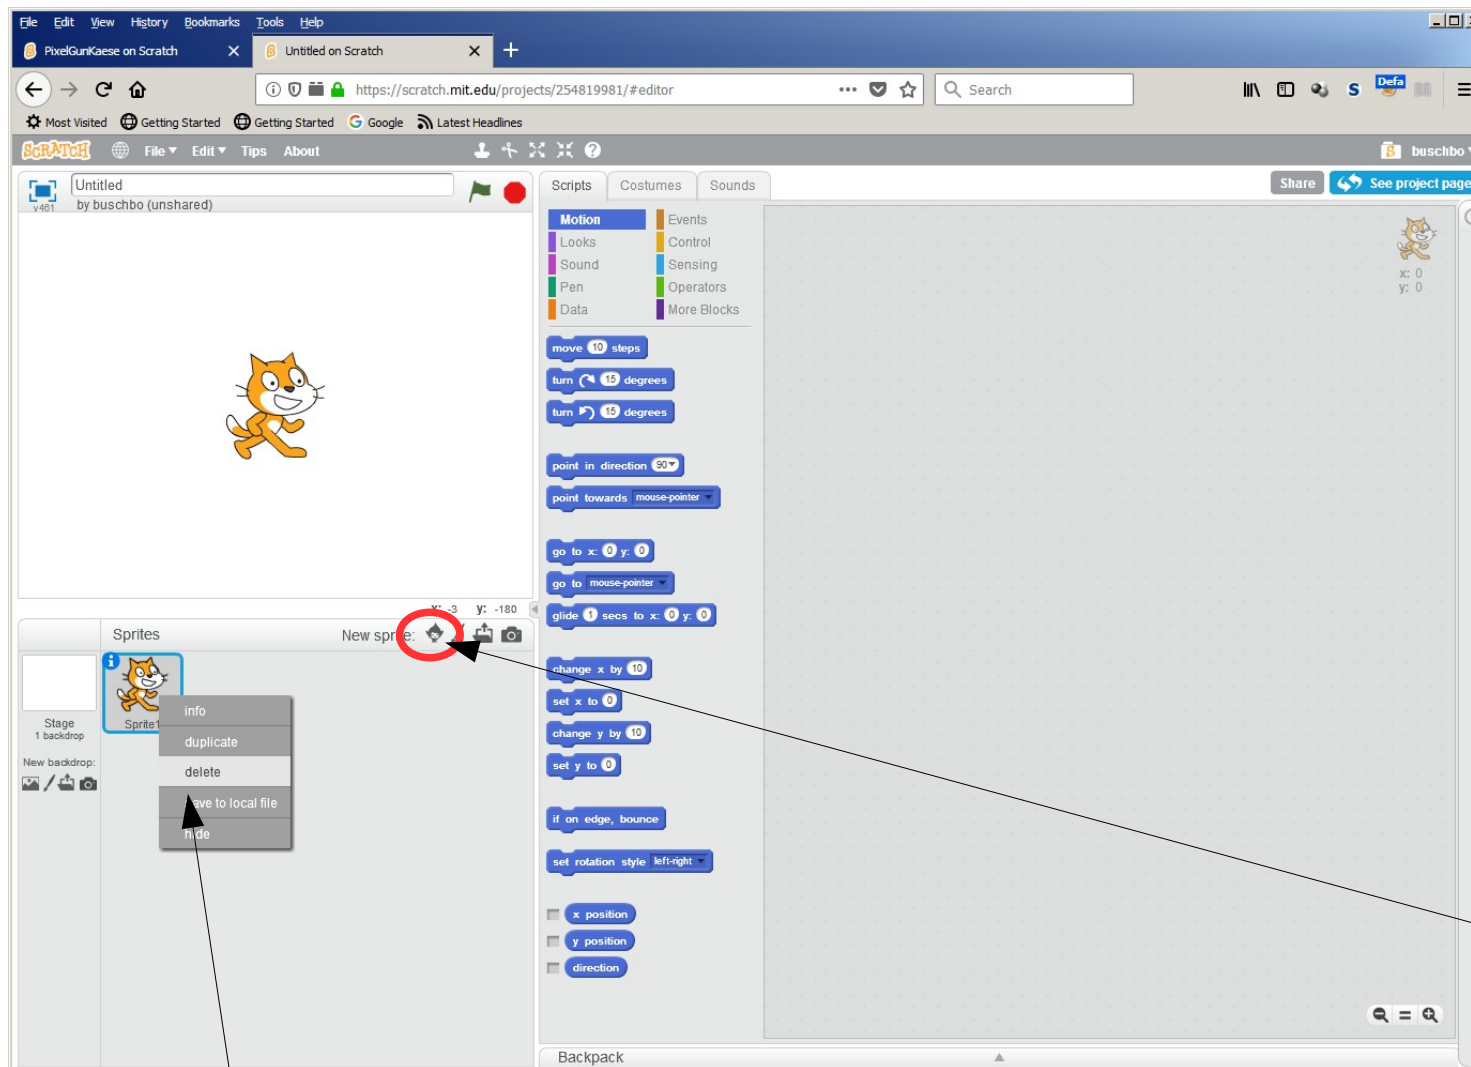 File Edit View History Bookmarks Tools Help
PixelGunKaese on Scratch
Untitled on Scratch
https://scratch.mit.edu/projects/254819981/#editor
Search
S
Defa
Most Visited Getting Started Getting Started Google Latest Headlines
SCRATCH File Edit Tips About
buschbo
v461
Untitled
by buschbo (unshared)
Scripts Costumes Sounds
Share
See project page
Motion Events
Looks Control
Sound Sensing
Pen Operators
Data More Blocks
x: 0
y: 0
move 10 steps
turn 15 degrees
turn 15 degrees
point in direction 90
point towards mouse-pointer
go to x: 0 y: 0
go to mouse-pointer
glide 1 secs to x: 0 y: 0
change x by 10
set x to 0
change y by 10
set y to 0
if on edge, bounce
set rotation style left-right
x position
y position
direction
x: -3 y: -180
Sprites
New sprite:
Stage
1 backdrop
New backdrop:
Sprite1
info
duplicate
delete
save to local file
hide
Backpack